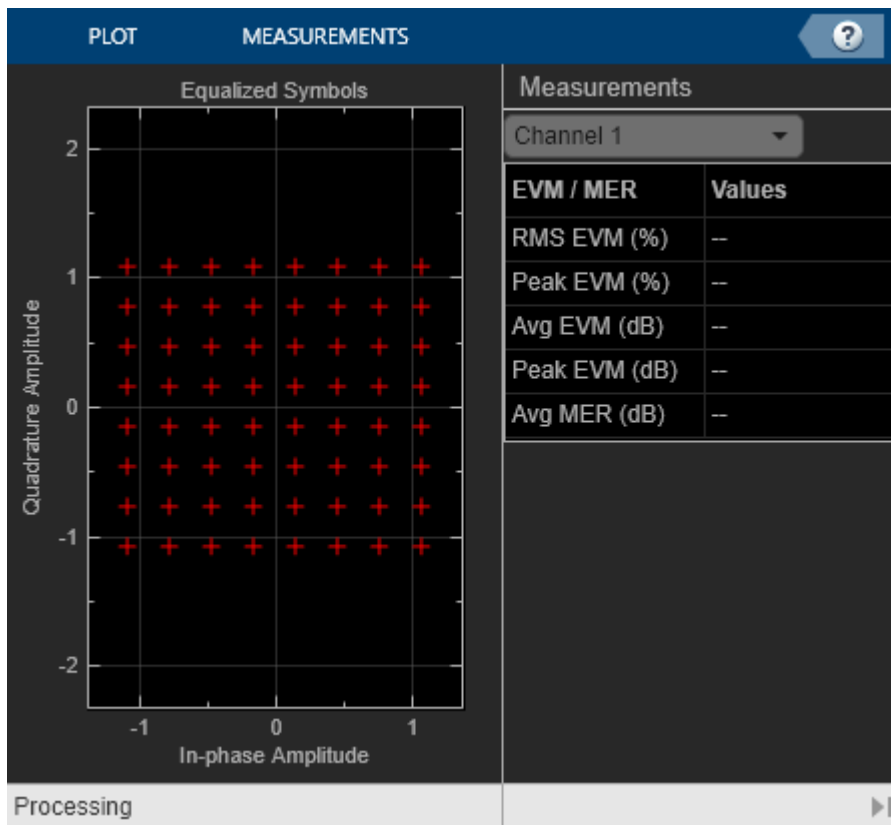 PLOT MEASUREMENTS ?
Equalized Symbols
2
1
0
-1
-2
Quadrature Amplitude
-1 0 1
In-phase Amplitude
Measurements
Channel 1
EVM / MER Values
RMS EVM (%) --
Peak EVM (%) --
Avg EVM (dB) --
Peak EVM (dB) --
Avg MER (dB) --
Processing